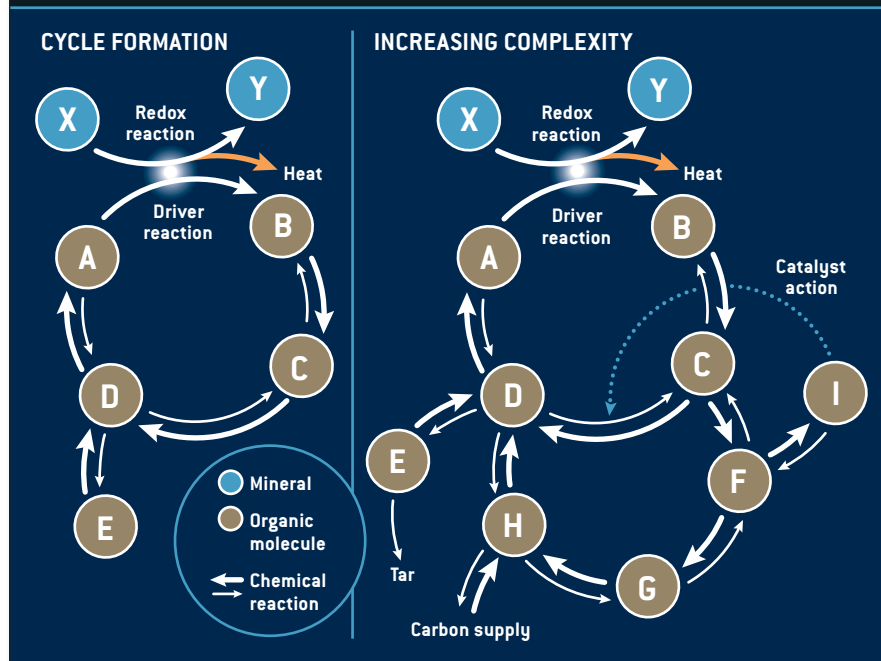 CYCLE FORMATION
X
Y
Redox
reaction
Heat
Driver
reaction
A
B
C
D
E
Mineral
Organic
molecule
Chemical
reaction
INCREASING COMPLEXITY
X
Y
Redox
reaction
Heat
Driver
reaction
A
B
Catalyst
action
C
I
D
E
F
H
G
Tar
Carbon supply